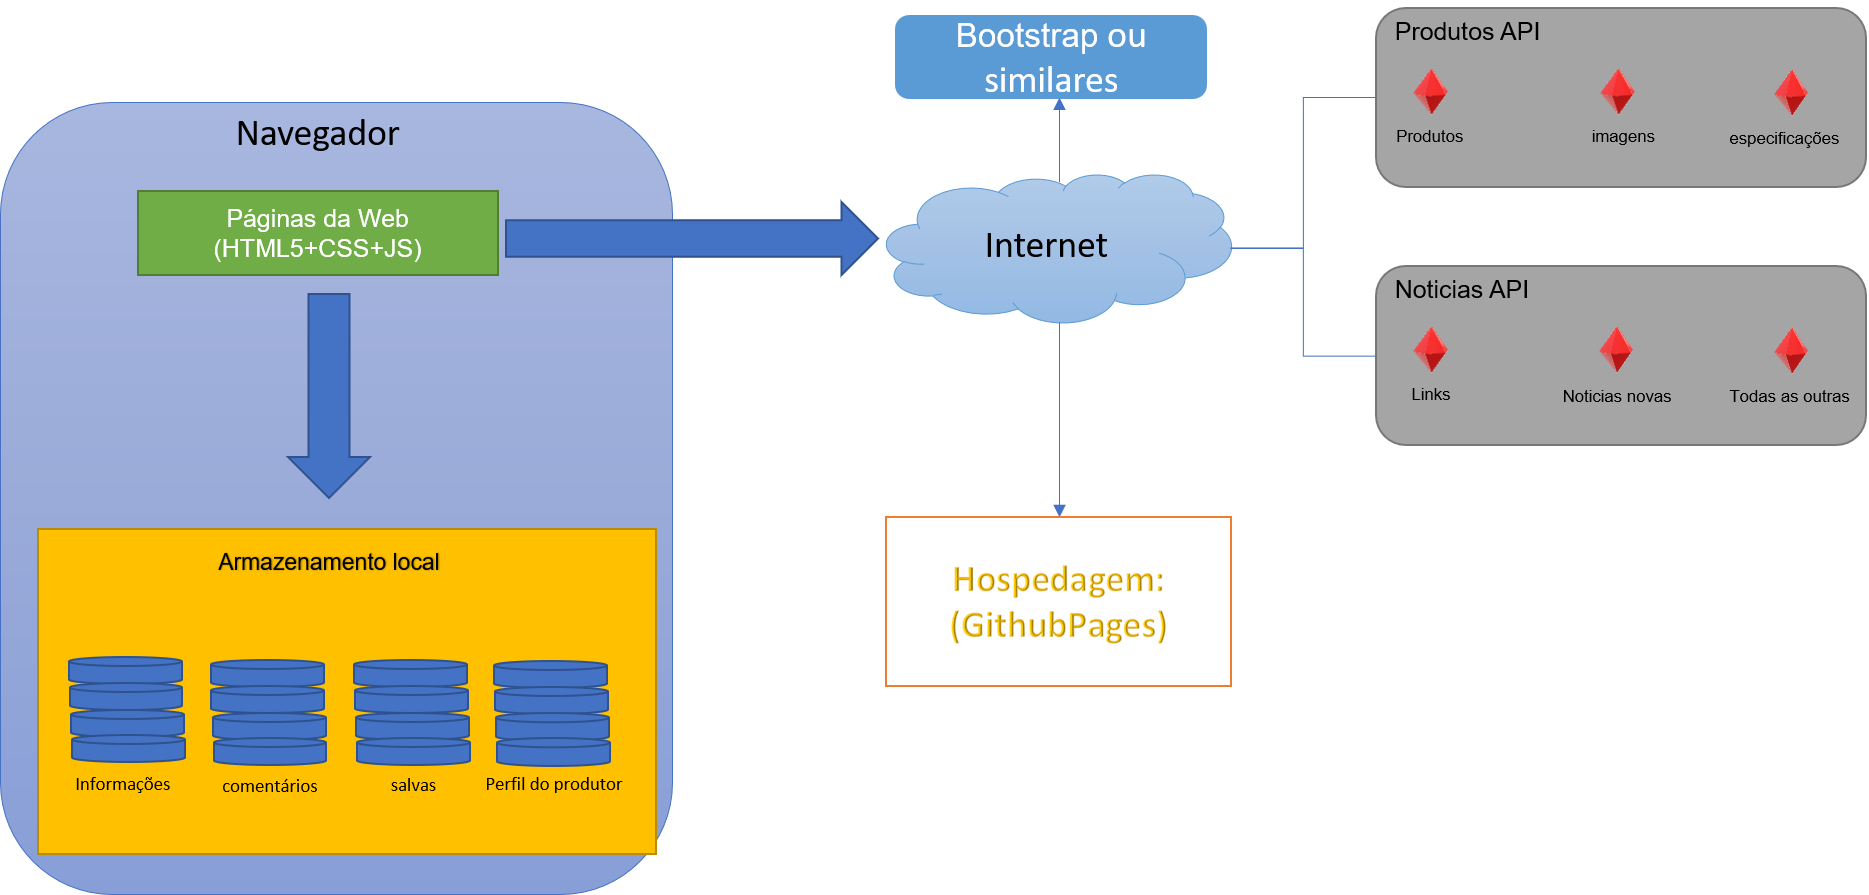 Navegador
Páginas da Web
(HTML5+CSS+JS)
Armazenamento local
Informações
comentários
salvas
Perfil do produtor
Bootstrap ou
similares
Internet
Hospedagem:
(GithubPages)
Produtos API
Produtos
imagens
especificações
Noticias API
Links
Noticias novas
Todas as outras